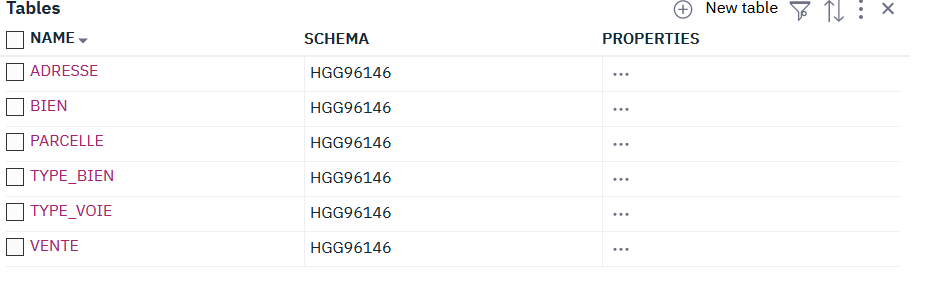 Tables New table
NAME SCHEMA PROPERTIES
ADRESSE HGG96146 ...
BIEN HGG96146 ...
PARCELLE HGG96146 ...
TYPE_BIEN HGG96146 ...
TYPE_VOIE HGG96146 ...
VENTE HGG96146 ...